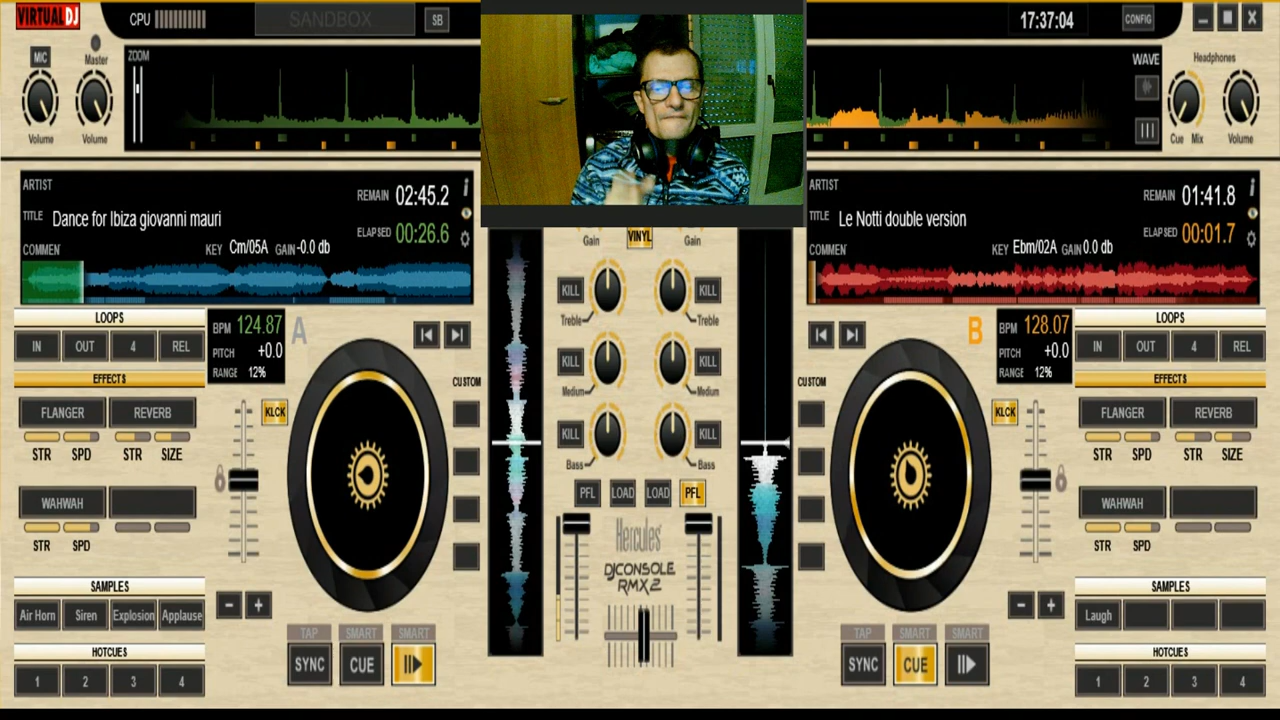 VIRTUAL DJ
CPU
SANDBOX
SB
17:37:04
CONFIG
MIC
Master
Volume
Volume
ZOOM
WAVE
Headphones
Cue
Mix
Volume
ARTIST
TITLE Dance for Ibiza giovanni mauri
COMMEN
REMAIN 02:45.2
ELAPSED 00:26.6
KEY Cm/05A GAIN -0.0 db
i
ARTIST
TITLE Le Notti double version
COMMEN
REMAIN 01:41.8
ELAPSED 00:01.7
KEY Ebm/02A GAIN 0.0 db
i
Gain
VINYL
Gain
KILL
KILL
Treble
Treble
KILL
KILL
Medium
Medium
KILL
KILL
Bass
Bass
PFL
LOAD
LOAD
PFL
Hercules
DJCONSOLE
RMX2
LOOPS
IN
OUT
4
REL
EFFECTS
FLANGER
REVERB
STR
SPD
STR
SIZE
WAHWAH
STR
SPD
SAMPLES
Air Horn
Siren
Explosion
Applause
HOTCUES
1
2
3
4
BPM 124.87
PITCH +0.0
RANGE 12%
A
KLCK
CUSTOM
-
+
TAP
SMART
SMART
SYNC
CUE
B
BPM 128.07
PITCH +0.0
RANGE 12%
CUSTOM
KLCK
-
+
TAP
SMART
SMART
SYNC
CUE
LOOPS
IN
OUT
4
REL
EFFECTS
FLANGER
REVERB
STR
SPD
STR
SIZE
WAHWAH
STR
SPD
SAMPLES
Laugh
HOTCUES
1
2
3
4